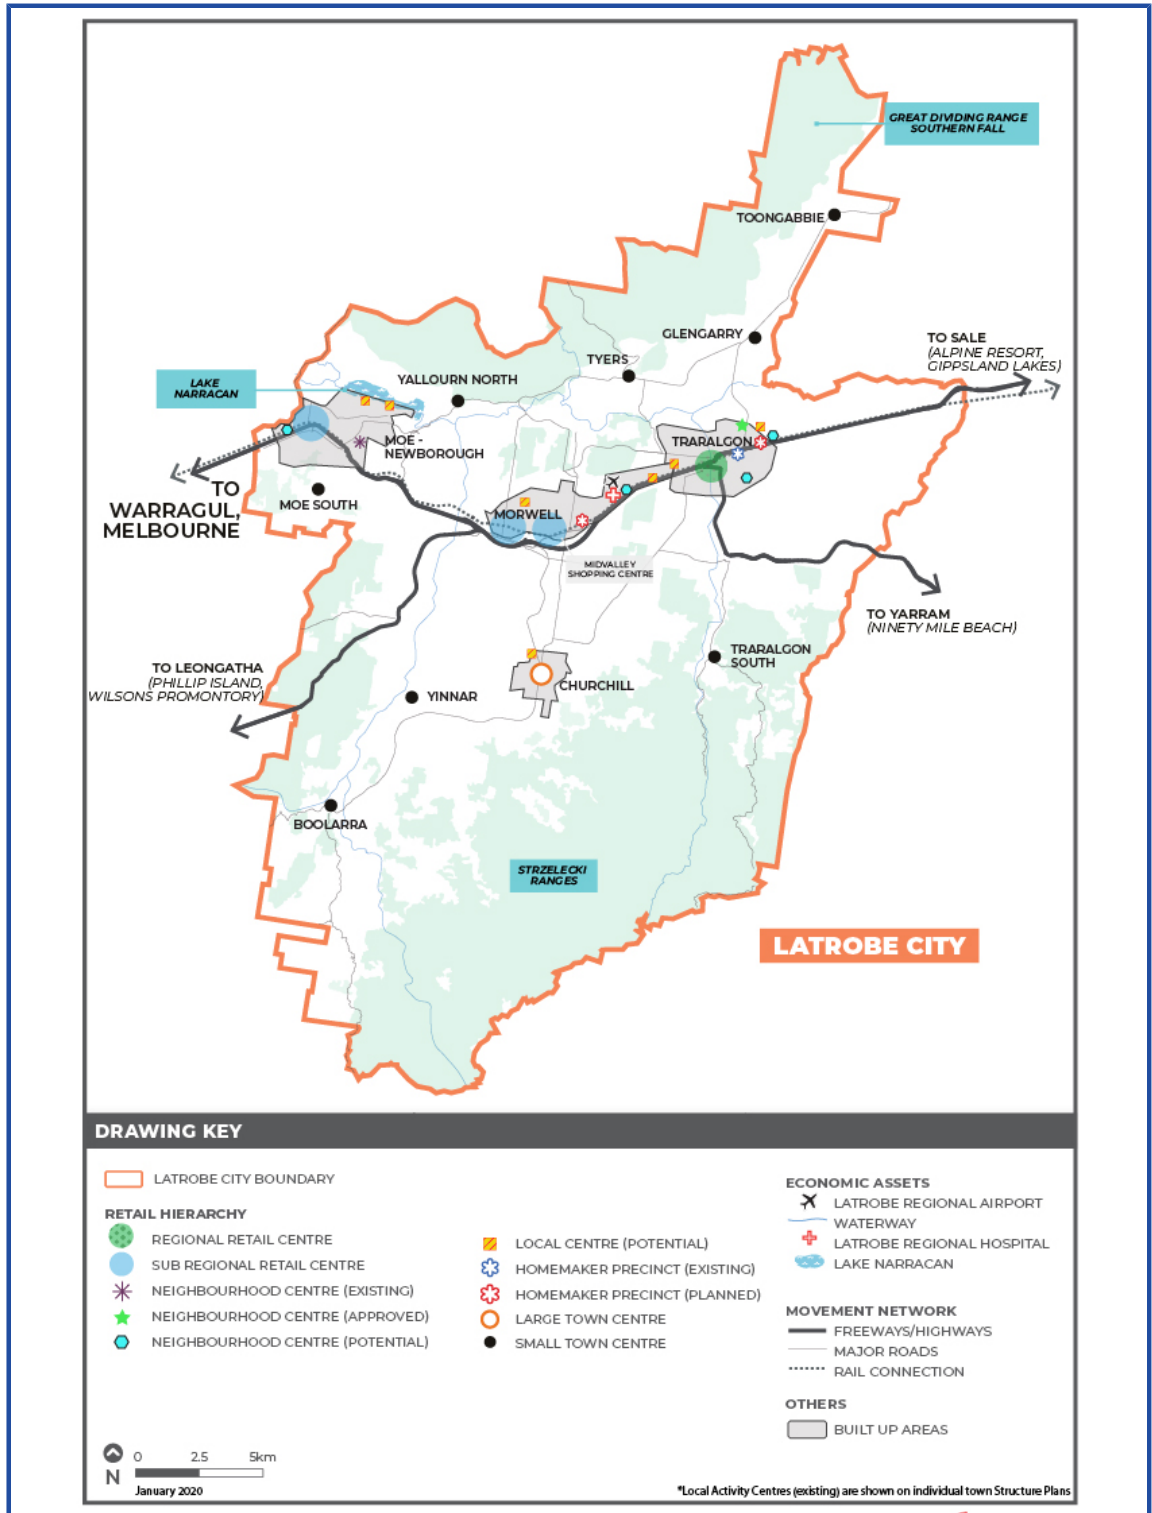 GREAT DIVIDING RANGE
SOUTHERN FALL
TOONGABBIE
GLENGARRY
TO SALE
(ALPINE RESORT,
GIPPSLAND LAKES)
TYERS
LAKE
NARRACAN
YALLOURN NORTH
MOE -
NEWBOROUGH
TRARALGON
TO
WARRAGUL,
MELBOURNE
MOE SOUTH
MORWELL
MIDVALLEY
SHOPPING CENTRE
TO YARRAM
(NINETY MILE BEACH)
TO LEONGATHA
(PHILLIP ISLAND,
WILSONS PROMONTORY)
TRARALGON
SOUTH
CHURCHILL
YINNAR
BOOLARRA
STRZELECKI
RANGES
LATROBE CITY
DRAWING KEY
LATROBE CITY BOUNDARY
RETAIL HIERARCHY
REGIONAL RETAIL CENTRE
SUB REGIONAL RETAIL CENTRE
NEIGHBOURHOOD CENTRE (EXISTING)
NEIGHBOURHOOD CENTRE (APPROVED)
NEIGHBOURHOOD CENTRE (POTENTIAL)
LOCAL CENTRE (POTENTIAL)
HOMEMAKER PRECINCT (EXISTING)
HOMEMAKER PRECINCT (PLANNED)
LARGE TOWN CENTRE
SMALL TOWN CENTRE
ECONOMIC ASSETS
LATROBE REGIONAL AIRPORT
WATERWAY
LATROBE REGIONAL HOSPITAL
LAKE NARRACAN
MOVEMENT NETWORK
FREEWAYS/HIGHWAYS
MAJOR ROADS
RAIL CONNECTION
OTHERS
BUILT UP AREAS
0 2.5 5km
N
January 2020
*Local Activity Centres (existing) are shown on individual town Structure Plans